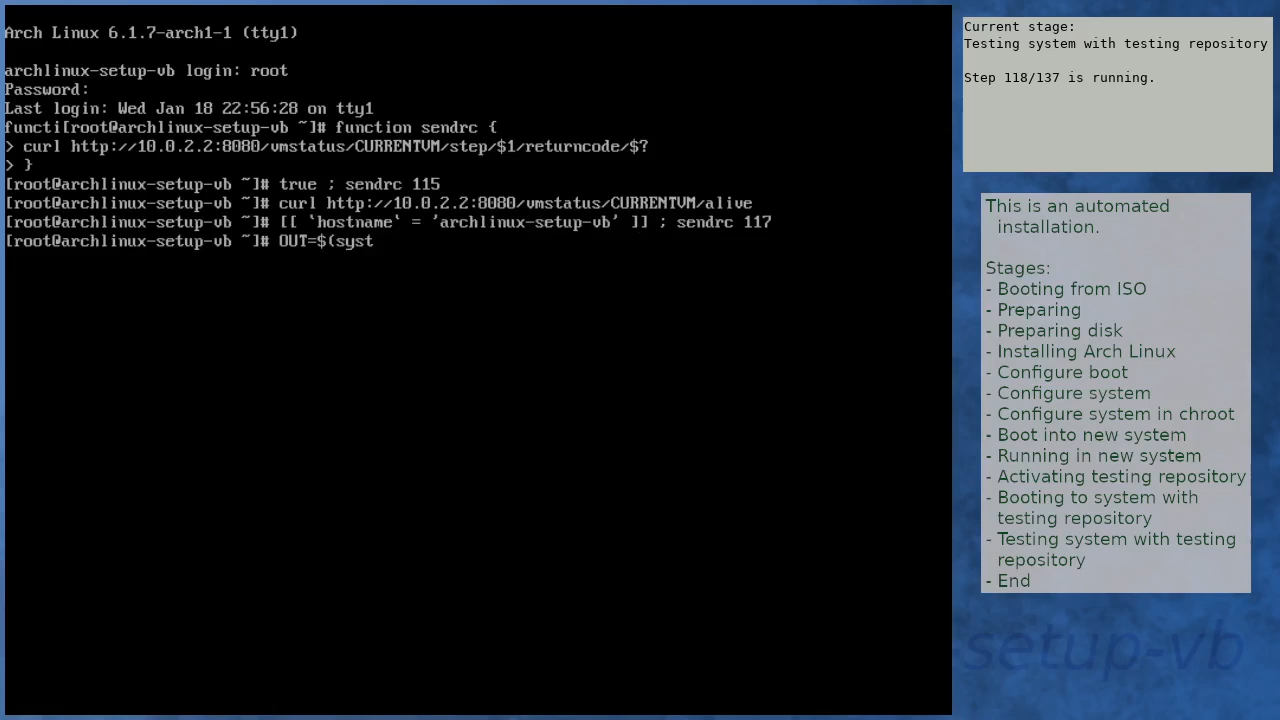 Arch Linux 6.1.7-arch1-1 (tty1)
archlinux-setup-vb login: root
Password:
Last login: Wed Jan 18 22:56:28 on tty1
functi[root@archlinux-setup-vb ~]# function sendrc {
> curl http://10.0.2.2:8080/vmstatus/CURRENTVM/step/$1/returncode/$?
> }
[root@archlinux-setup-vb ~]# true ; sendrc 115
[root@archlinux-setup-vb ~]# curl http://10.0.2.2:8080/vmstatus/CURRENTVM/alive
[root@archlinux-setup-vb ~]# [[ `hostname` = 'archlinux-setup-vb' ]] ; sendrc 117
[root@archlinux-setup-vb ~]# OUT=$(syst
Current stage:
Testing system with testing repository
Step 118/137 is running.
This is an automated
installation.
Stages:
- Booting from ISO
- Preparing
- Preparing disk
- Installing Arch Linux
- Configure boot
- Configure system
- Configure system in chroot
- Boot into new system
- Running in new system
- Activating testing repository
- Booting to system with
testing repository
- Testing system with testing
repository
- End
setup-vb